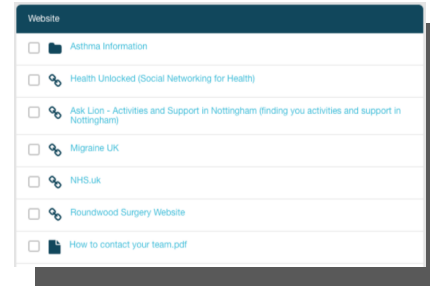 Website
Asthma Information
Health Unlocked (Social Networking for Health)
Ask Lion - Activities and Support in Nottingham (finding you activities and support in
Nottingham)
Migraine UK
NHS.uk
Roundwood Surgery Website
How to contact your team.pdf